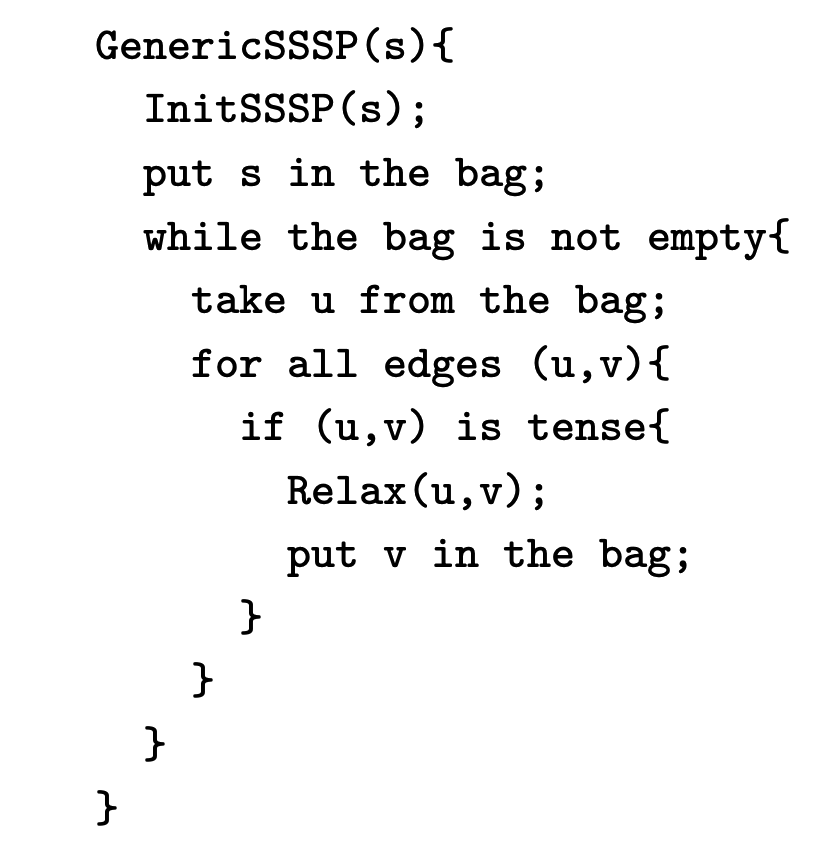 GenericSSSP(s){
  InitSSSP(s);
  put s in the bag;
  while the bag is not empty{
    take u from the bag;
    for all edges (u,v){
      if (u,v) is tense{
        Relax(u,v);
        put v in the bag;
      }
    }
  }
}